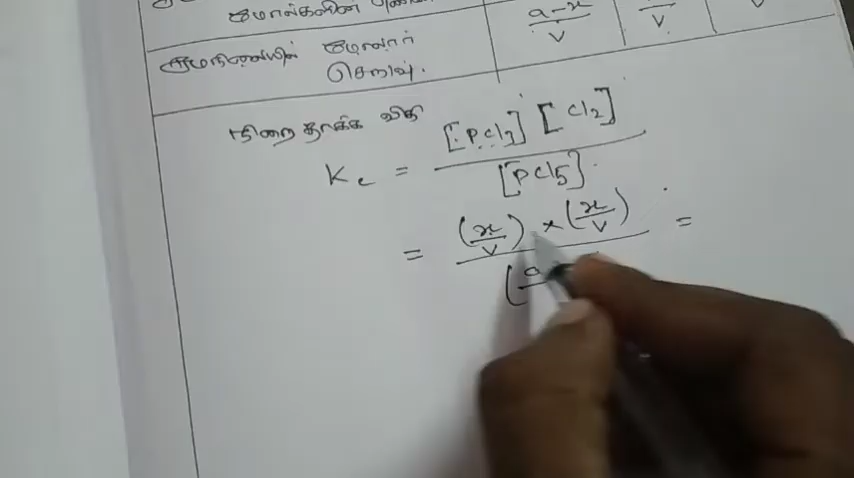 மோல்களின்
a-x/V x/V V
சமநிலையில் மோலார்
செறிவு.
நிறை தாக்க விதி
Kc = [PCl3] [Cl2] / [PCl5]
= (x/V) × (x/V) / (a =